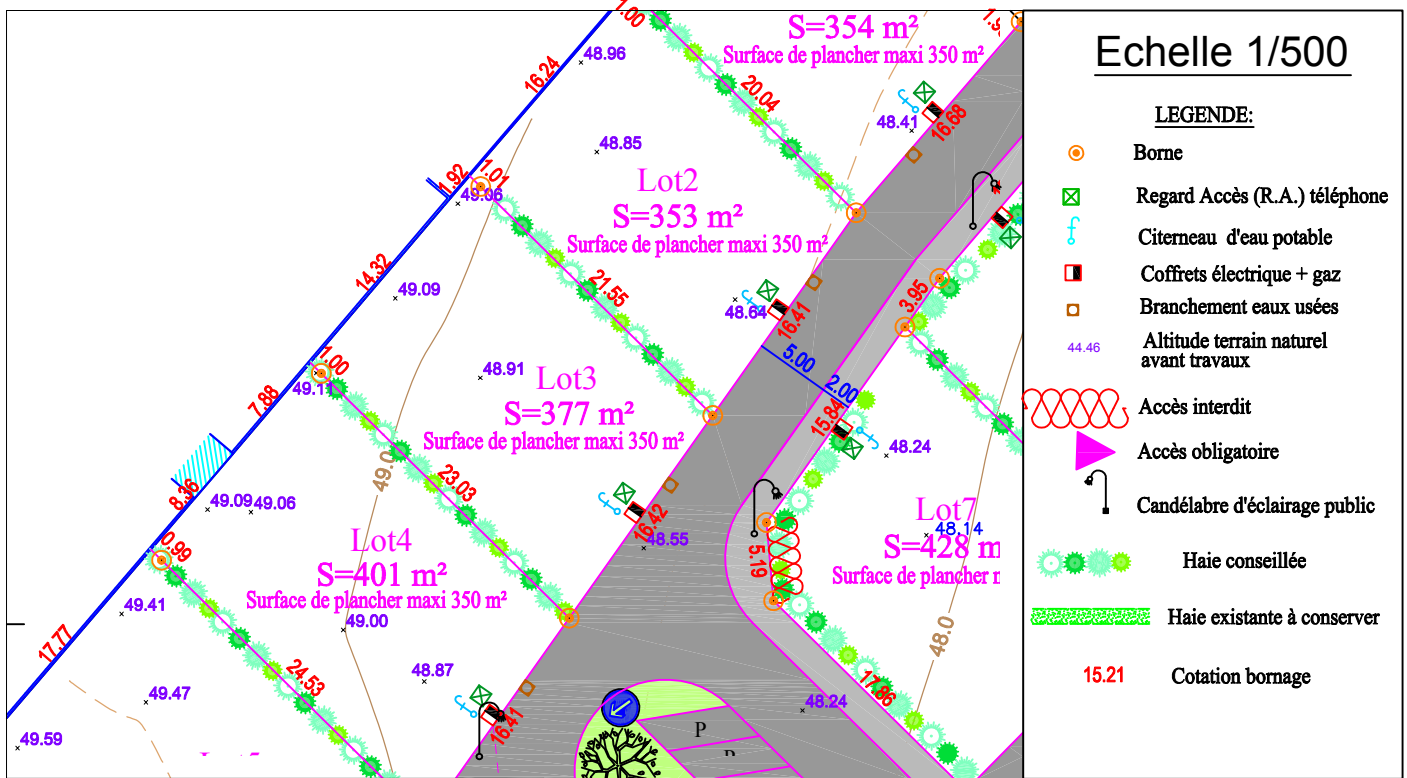 1.00
S=354 m²
Surface de plancher maxi 350 m²
48.96
16.24
20.04
48.41
16.68
48.85
1.92
1.01
49.06
Lot2
S=353 m²
Surface de plancher maxi 350 m²
14.32
49.09
21.55
48.64
16.41
3.95
5.00
2.00
1.00
49.11
48.91
Lot3
S=377 m²
Surface de plancher maxi 350 m²
7.88
15.84
48.24
49.0
23.03
8.36
49.09
49.06
16.42
48.55
Lot7
48.14
S=428 m
Surface de plancher
5.19
0.99
Lot4
S=401 m²
Surface de plancher maxi 350 m²
49.41
49.00
48.0
17.77
48.87
24.53
17.86
49.47
48.24
16.41
P
49.59
Echelle 1/500
LEGENDE:
Borne
Regard Accès (R.A.) téléphone
Citerneau d'eau potable
Coffrets électrique + gaz
Branchement eaux usées
44.46
Altitude terrain naturel
avant travaux
Accès interdit
Accès obligatoire
Candélabre d'éclairage public
Haie conseillée
Haie existante à conserver
15.21
Cotation bornage